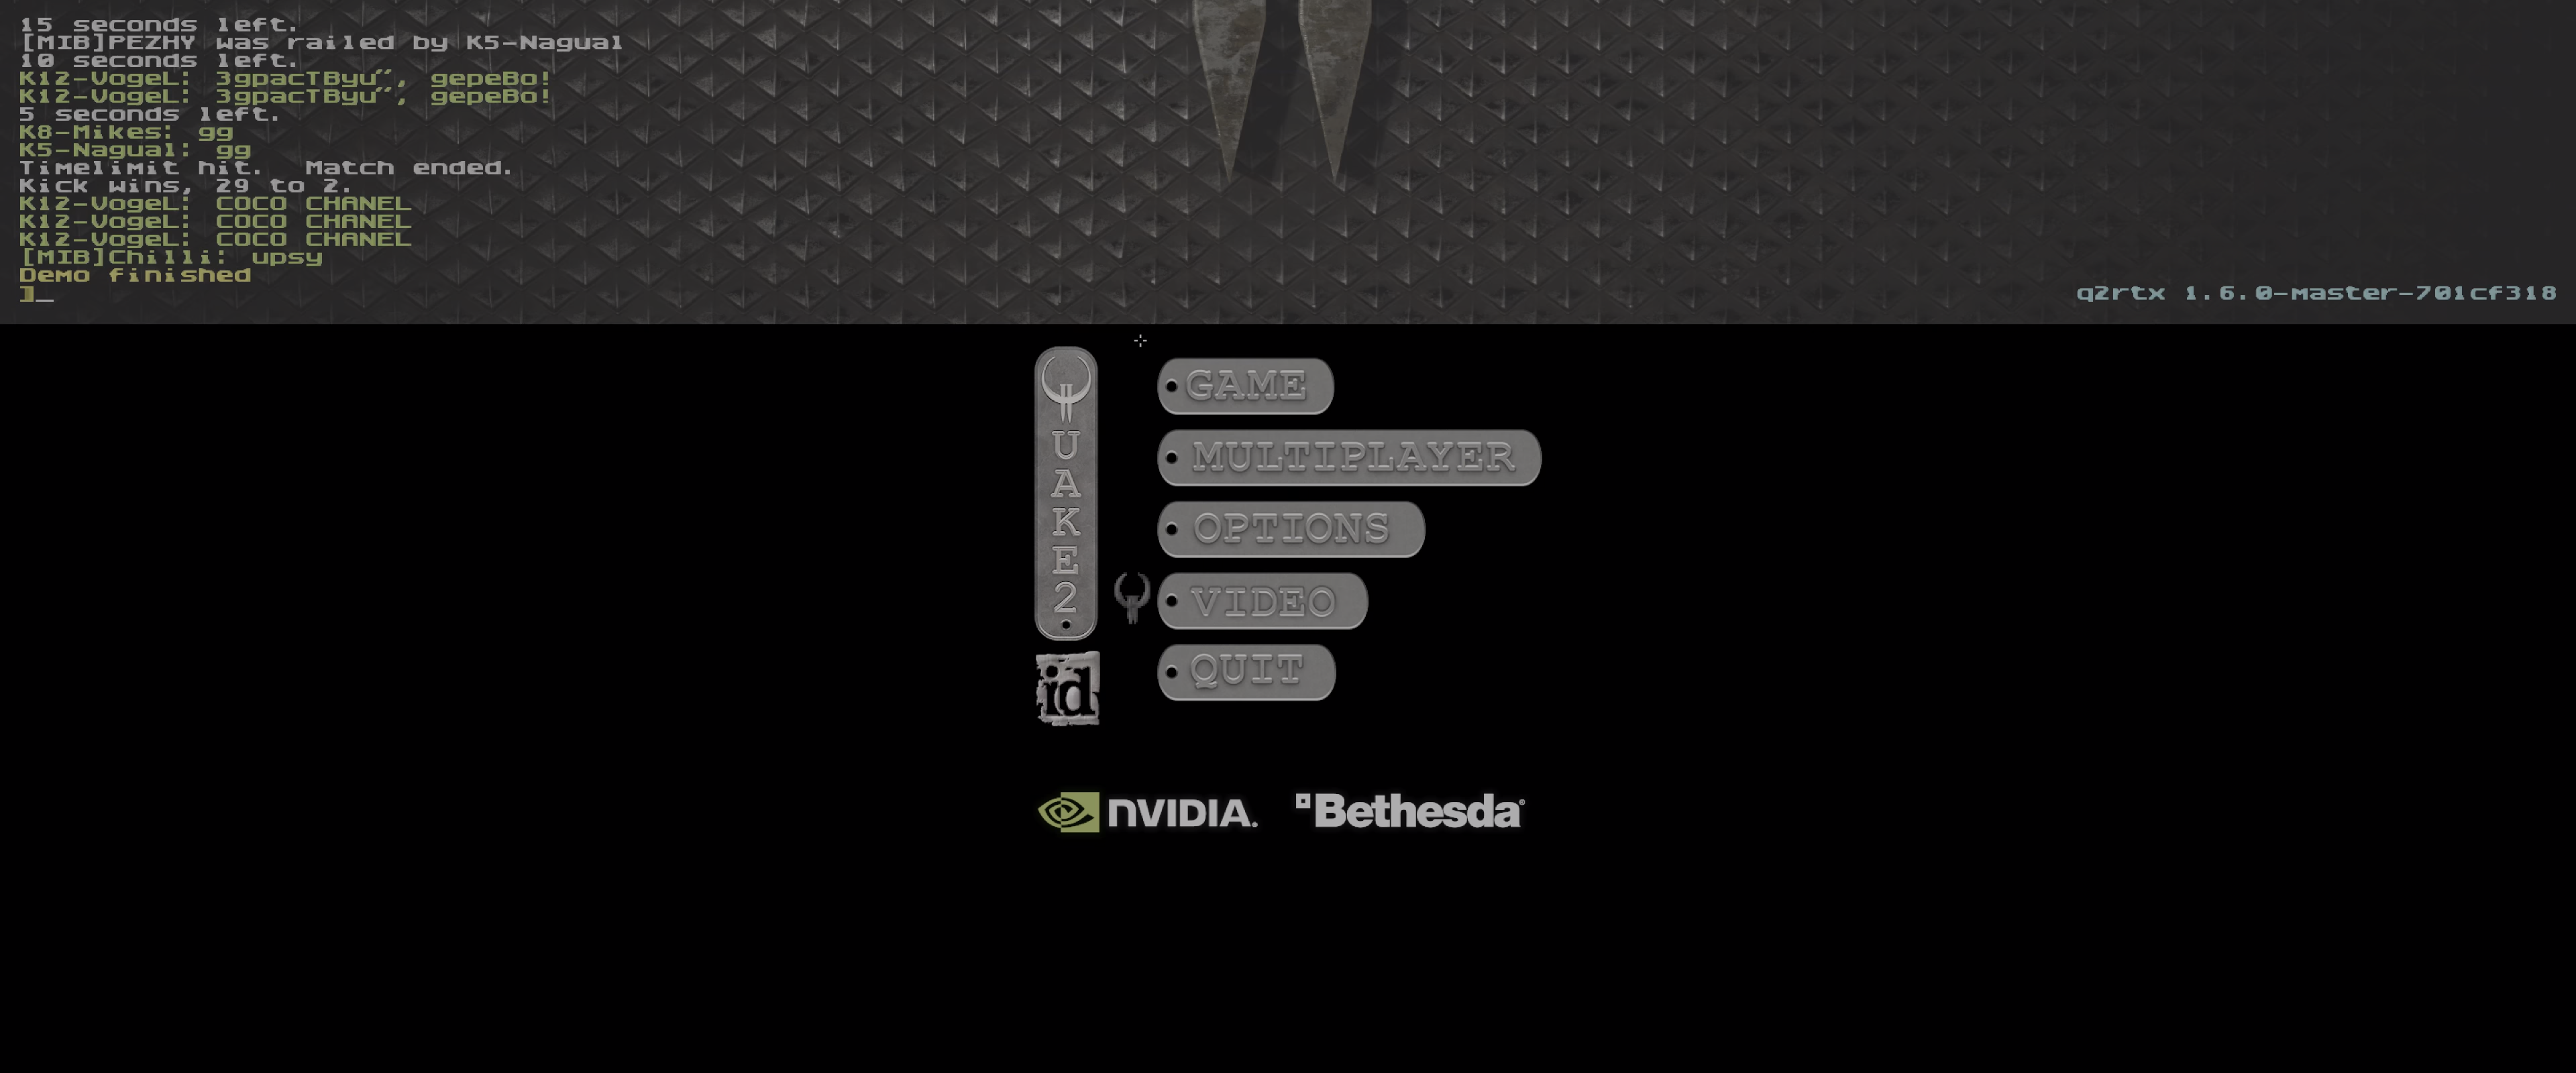 15 seconds left.
[MIB]PEZHY was railed by K5-Nagual
10 seconds left.
K12-VogeL: 3gpacTByu˝, gepeBo!
K12-VogeL: 3gpacTByu˝, gepeBo!
5 seconds left.
K8-Mikes: gg
K5-Nagual: gg
Timelimit hit.  Match ended.
Kick wins, 29 to 2.
K12-VogeL: COCO CHANEL
K12-VogeL: COCO CHANEL
K12-VogeL: COCO CHANEL
[MIB]Chilli: upsy
Demo finished
]_
q2rtx 1.6.0-master-701cf318
UAKE2
id
GAME
MULTIPLAYER
OPTIONS
VIDEO
QUIT
NVIDIA.
Bethesda®